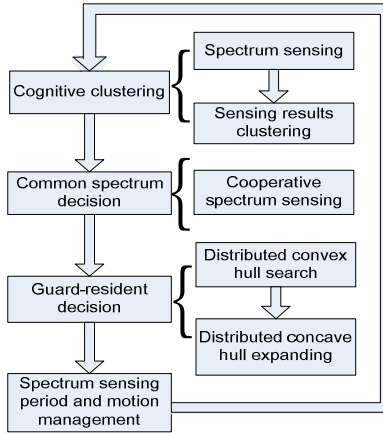 Spectrum sensing
Cognitive clustering
Sensing results
clustering
Common spectrum
decision
Cooperative
spectrum sensing
Distributed convex
hull search
Guard-resident
decision
Distributed concave
hull expanding
Spectrum sensing
period and motion
management